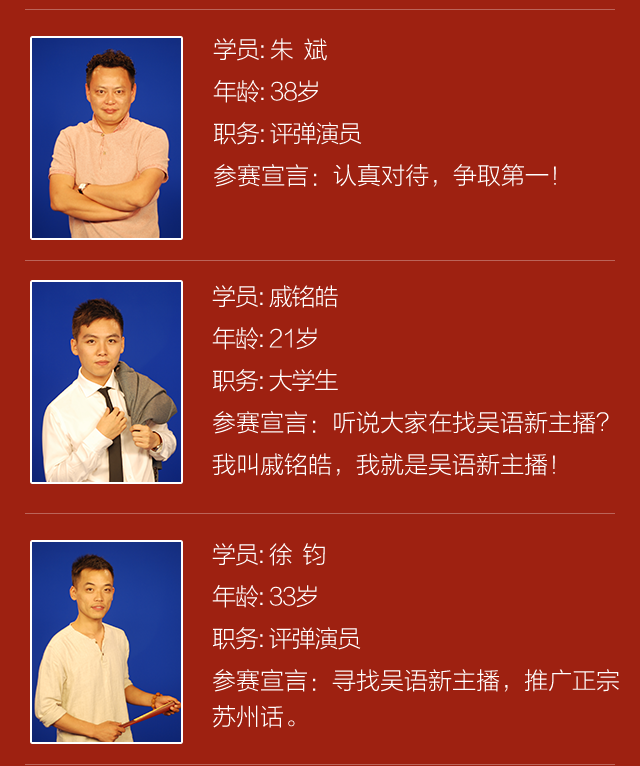 学员: 朱 斌
年龄: 38岁
职务: 评弹演员
参赛宣言：认真对待，争取第一！
学员: 戚铭皓
年龄: 21岁
职务: 大学生
参赛宣言：听说大家在找吴语新主播？
我叫戚铭皓，我就是吴语新主播！
学员: 徐 钧
年龄: 33岁
职务: 评弹演员
参赛宣言：寻找吴语新主播，推广正宗
苏州话。